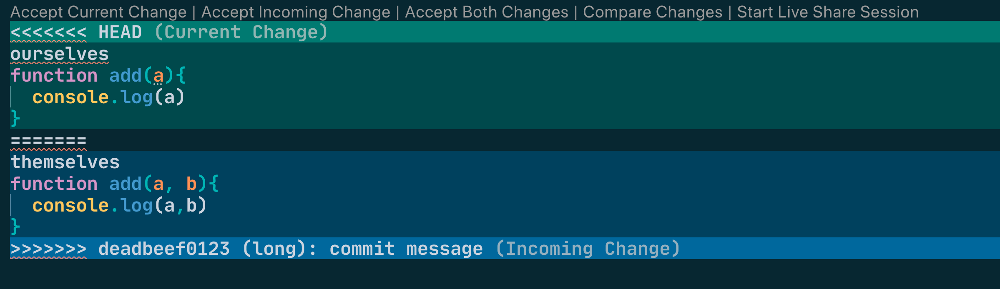 Accept Current Change | Accept Incoming Change | Accept Both Changes | Compare Changes | Start Live Share Session
<<<<<<< HEAD (Current Change)
ourselves
function add(a){
  console.log(a)
}
=======
themselves
function add(a, b){
  console.log(a,b)
}
>>>>>>> deadbeef0123 (long): commit message (Incoming Change)